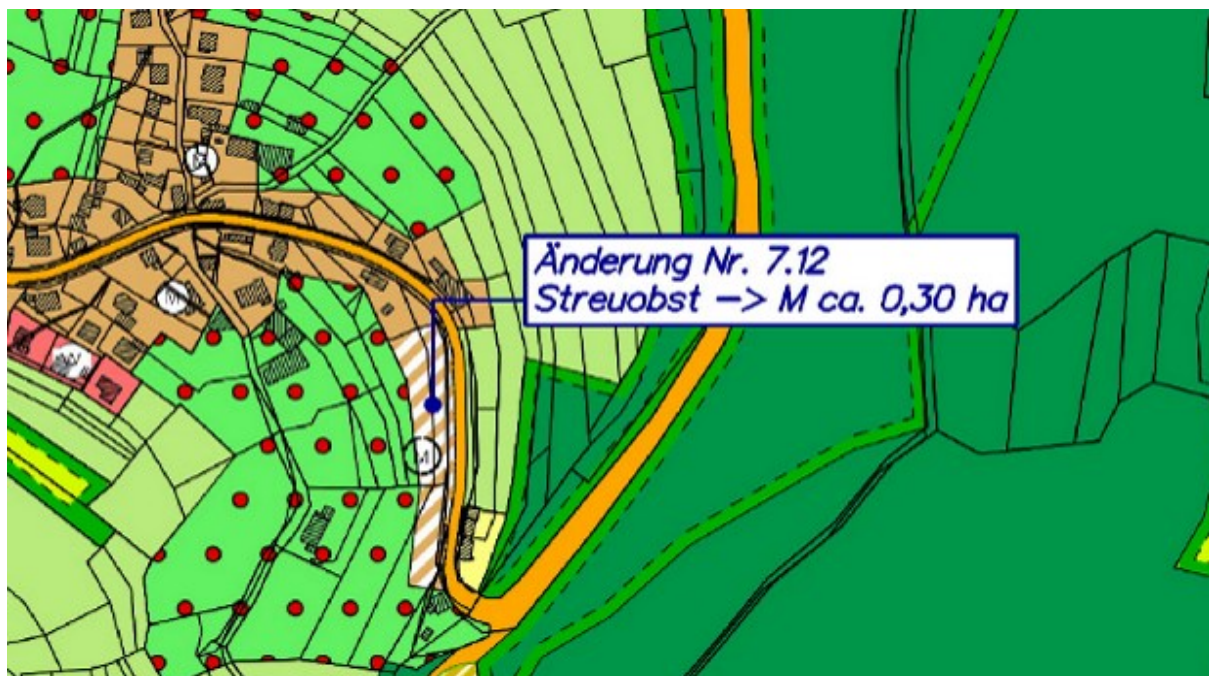 Änderung Nr. 7.12
Streuobst —> M ca. 0,30 ha
M
M